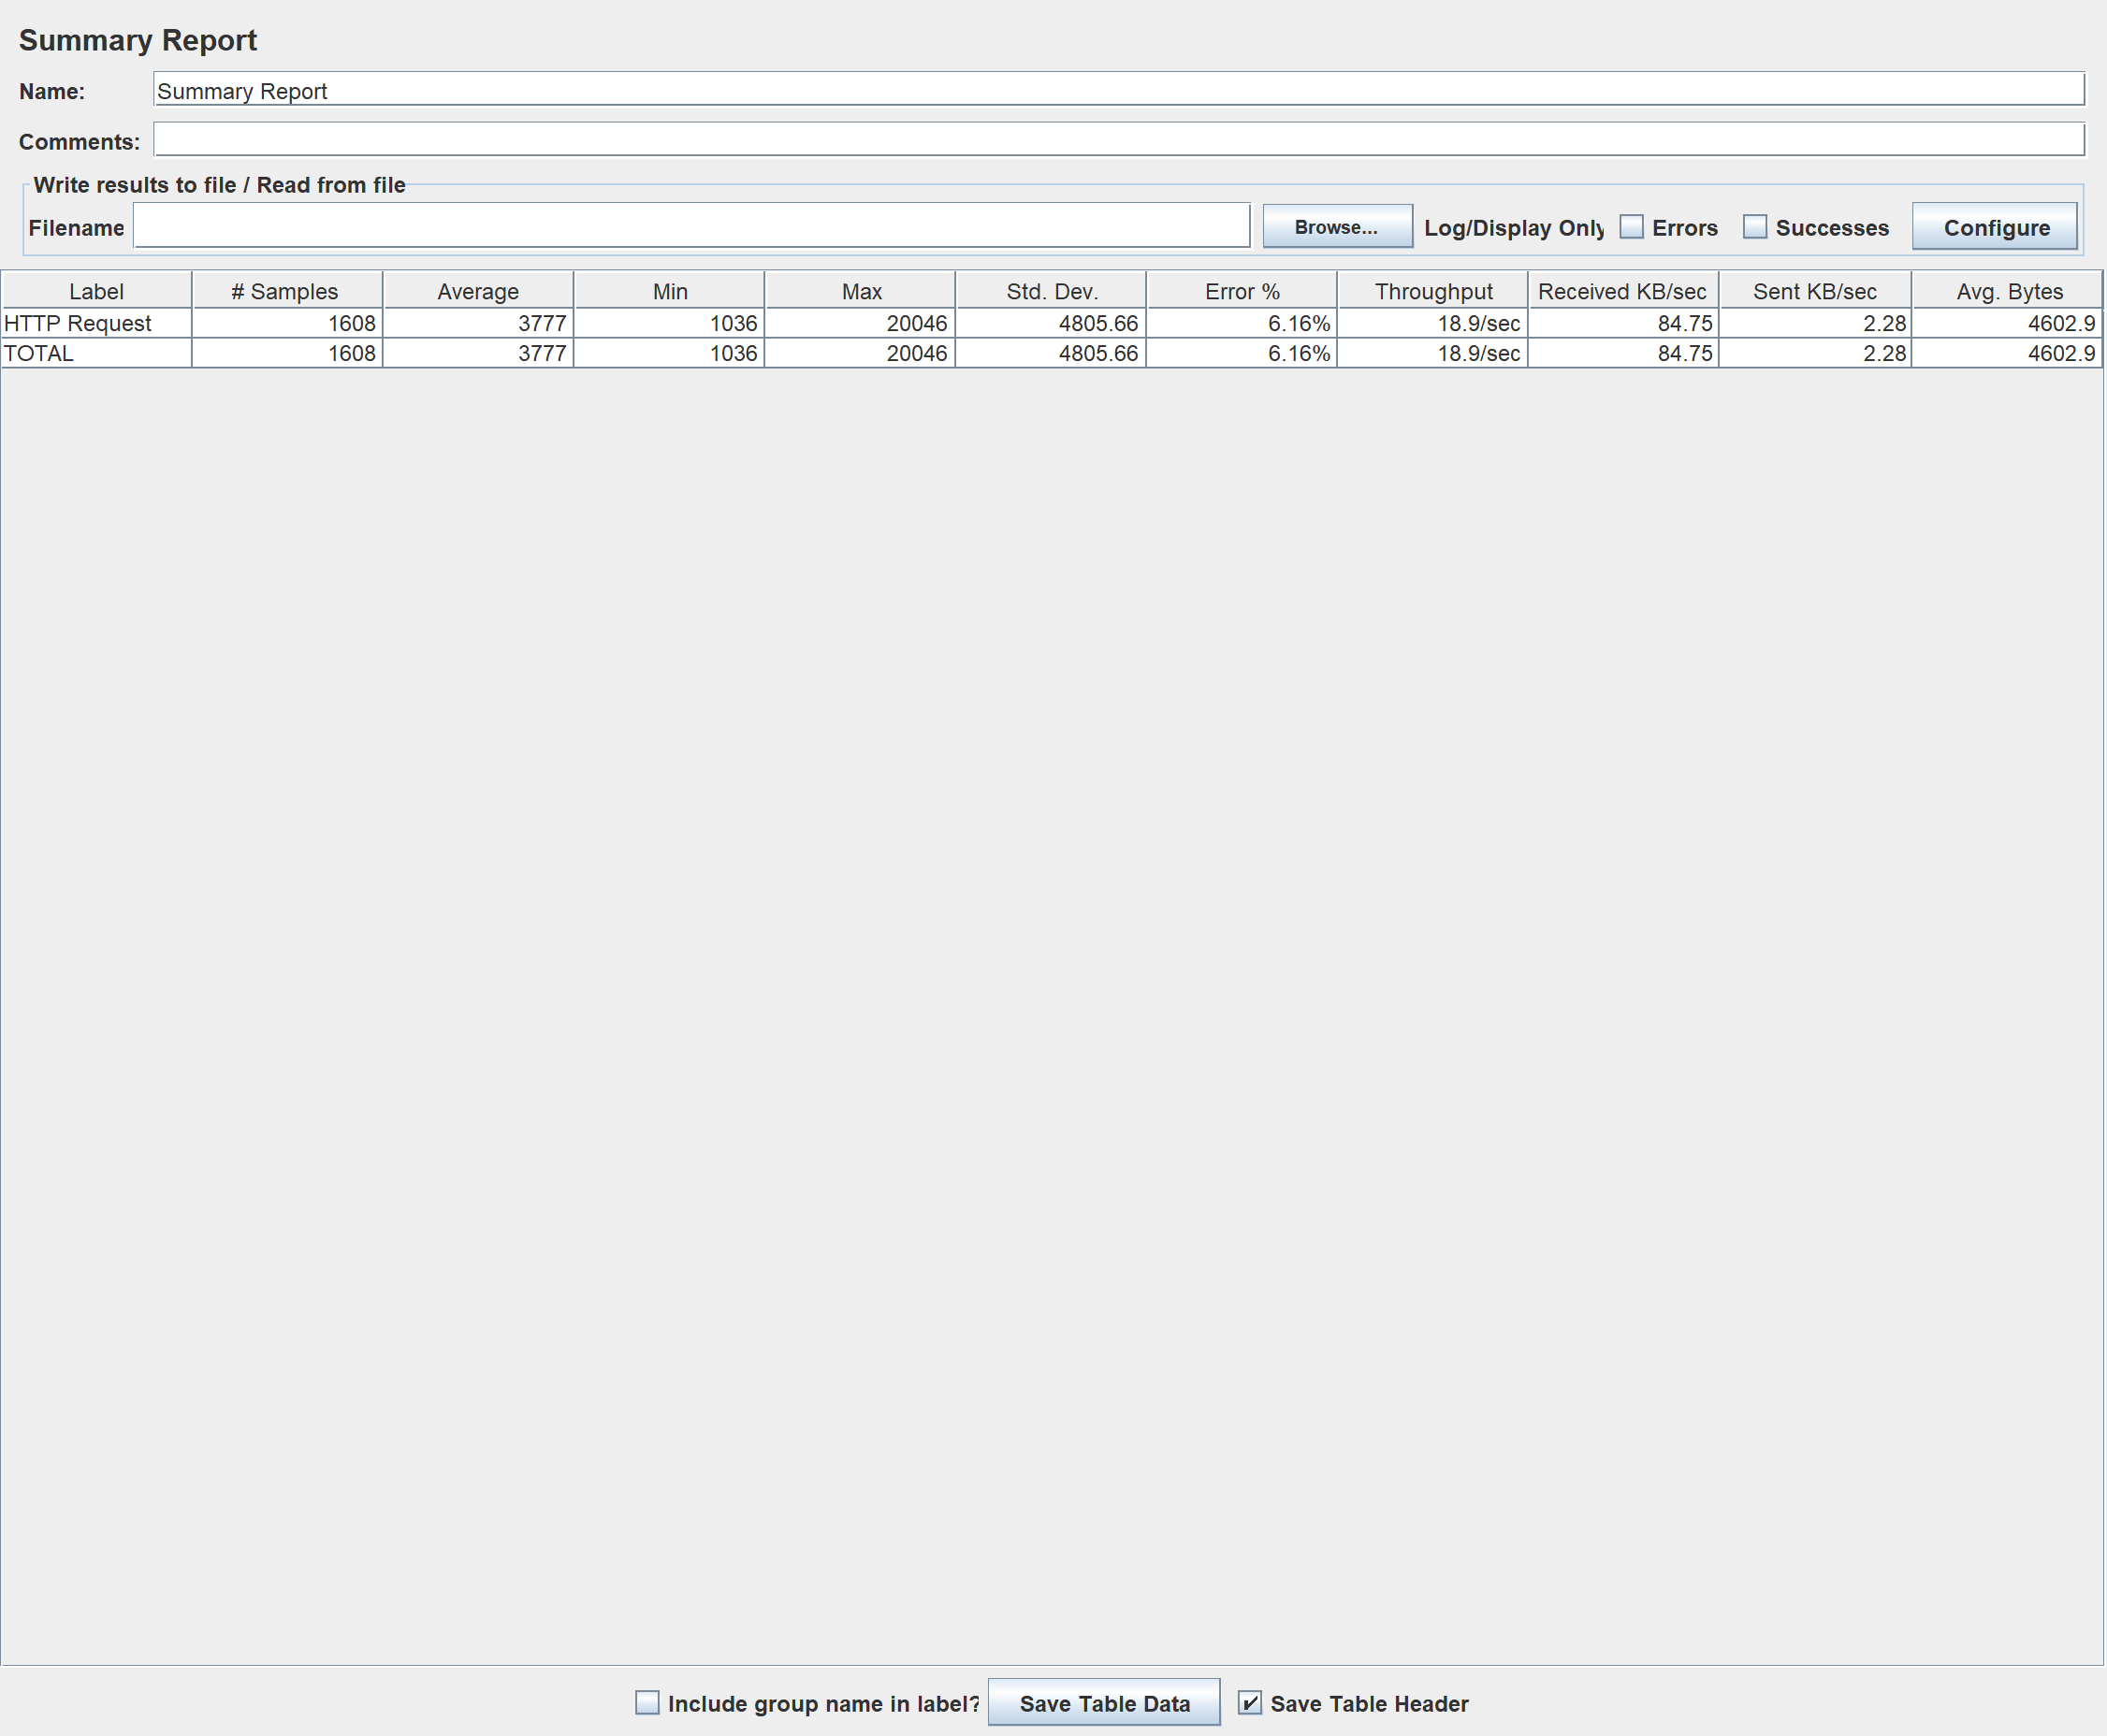 Summary Report
Name: Summary Report
Comments:
Write results to file / Read from file
Filename Browse... Log/Display Only Errors Successes Configure
Label # Samples Average Min Max Std. Dev. Error % Throughput Received KB/sec Sent KB/sec Avg. Bytes
HTTP Request 1608 3777 1036 20046 4805.66 6.16% 18.9/sec 84.75 2.28 4602.9
TOTAL 1608 3777 1036 20046 4805.66 6.16% 18.9/sec 84.75 2.28 4602.9
Include group name in label? Save Table Data Save Table Header